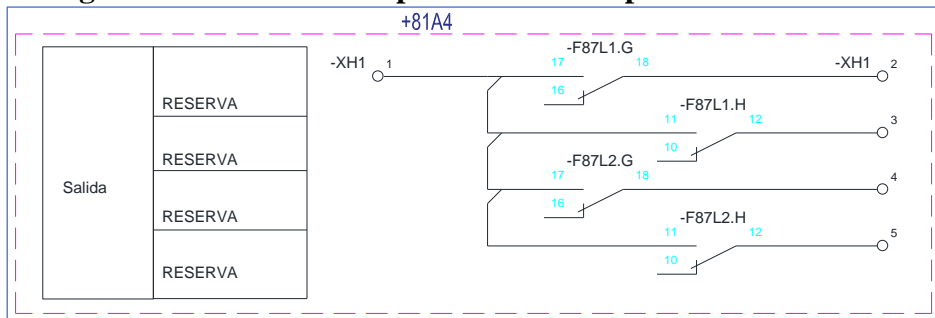 +81A4
Salida
RESERVA
RESERVA
RESERVA
RESERVA
-XH1 1
-F87L1.G
17 18
16
-XH1 2
-F87L1.H
11 12
10
3
-F87L2.G
17 18
16
4
-F87L2.H
11 12
10
5